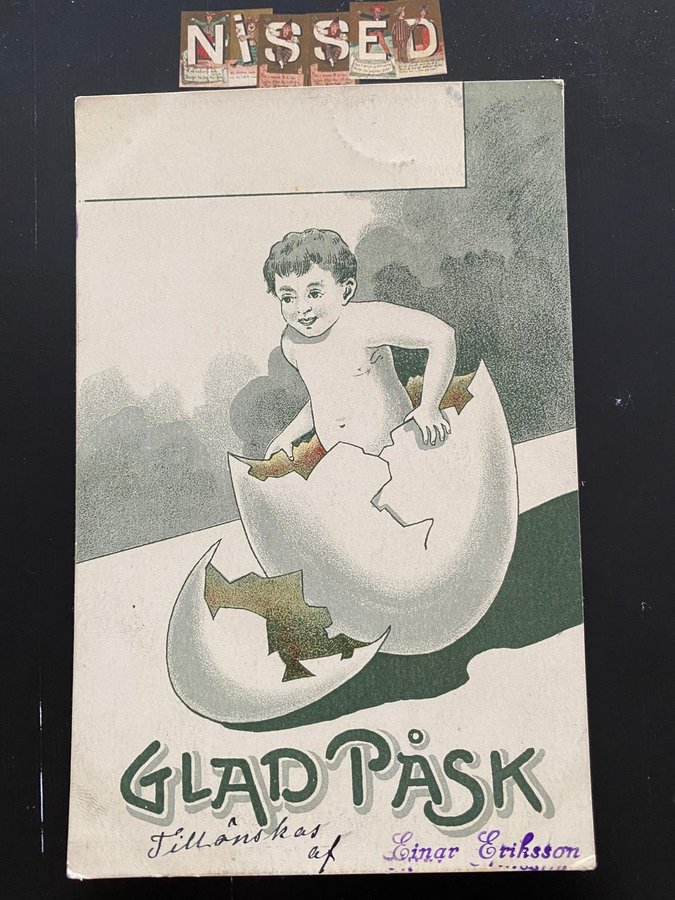 NISSED
GLAD PÅSK
Tillönskas
af Einar Eriksson